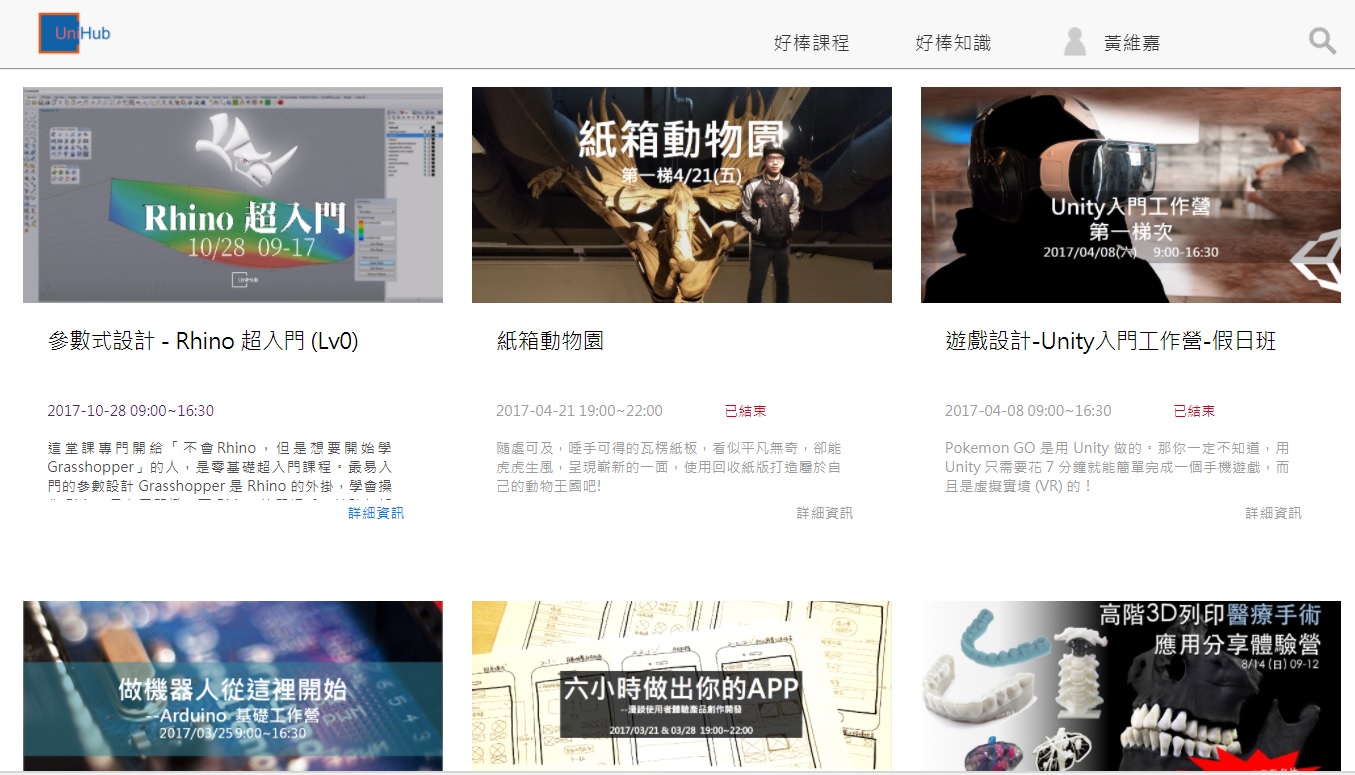 UniHub
好棒課程
好棒知識
黃維嘉
Rhino 超入門
10/28 09-17
UniHub
紙箱動物園
第一梯4/21(五)
Unity入門工作營
第一梯次
2017/04/08(六) 9:00-16:30
參數式設計 - Rhino 超入門 (Lv0)
紙箱動物園
遊戲設計-Unity入門工作營-假日班
2017-10-28 09:00~16:30
2017-04-21 19:00~22:00
已結束
2017-04-08 09:00~16:30
已結束
這堂課專門開給「不會Rhino，但是想要開始學
Grasshopper」的人，是零基礎超入門課程。最易入
門的參數設計 Grasshopper 是 Rhino 的外掛，學會操
詳細資訊
隨處可及，唾手可得的瓦楞紙板，看似平凡無奇，卻能
虎虎生風，呈現嶄新的一面，使用回收紙版打造屬於自
己的動物王國吧!
詳細資訊
Pokemon GO 是用 Unity 做的。那你一定不知道，用
Unity 只需要花 7 分鐘就能簡單完成一個手機遊戲，而
且是虛擬實境 (VR) 的！
詳細資訊
做機器人從這裡開始
--Arduino 基礎工作營
2017/03/25 9:00~16:30
六小時做出你的APP
--漫談使用者體驗產品創作開發
2017/03/21 & 03/28 19:00~22:00
高階3D列印醫療手術
應用分享體驗營
8/14 (日) 09-12